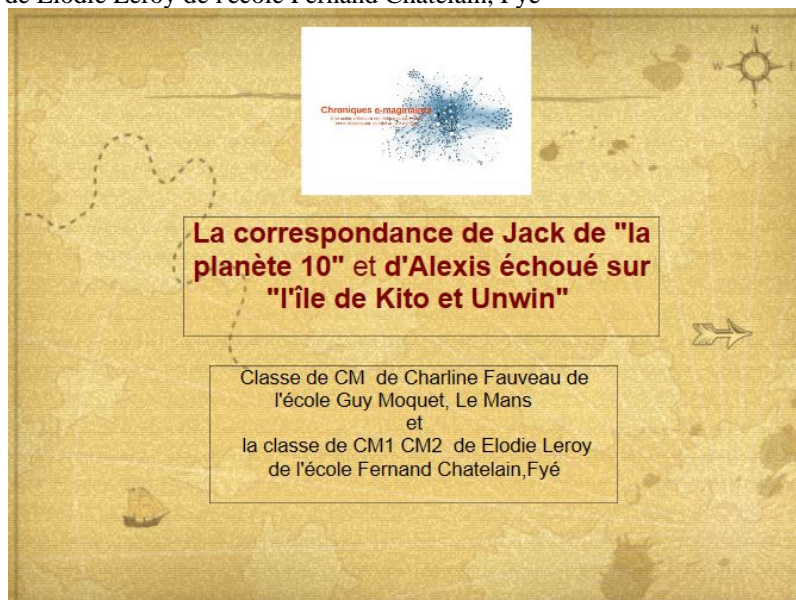 de Elodie Leroy de l'école Fernand Chatelain, Fyé
N
W E
S
Chroniques e-maginaires
La correspondance de Jack de "la
planète 10" et d'Alexis échoué sur
"l'île de Kito et Unwin"
Classe de CM de Charline Fauveau de
l'école Guy Moquet, Le Mans
et
la classe de CM1 CM2 de Elodie Leroy
de l'école Fernand Chatelain,Fyé